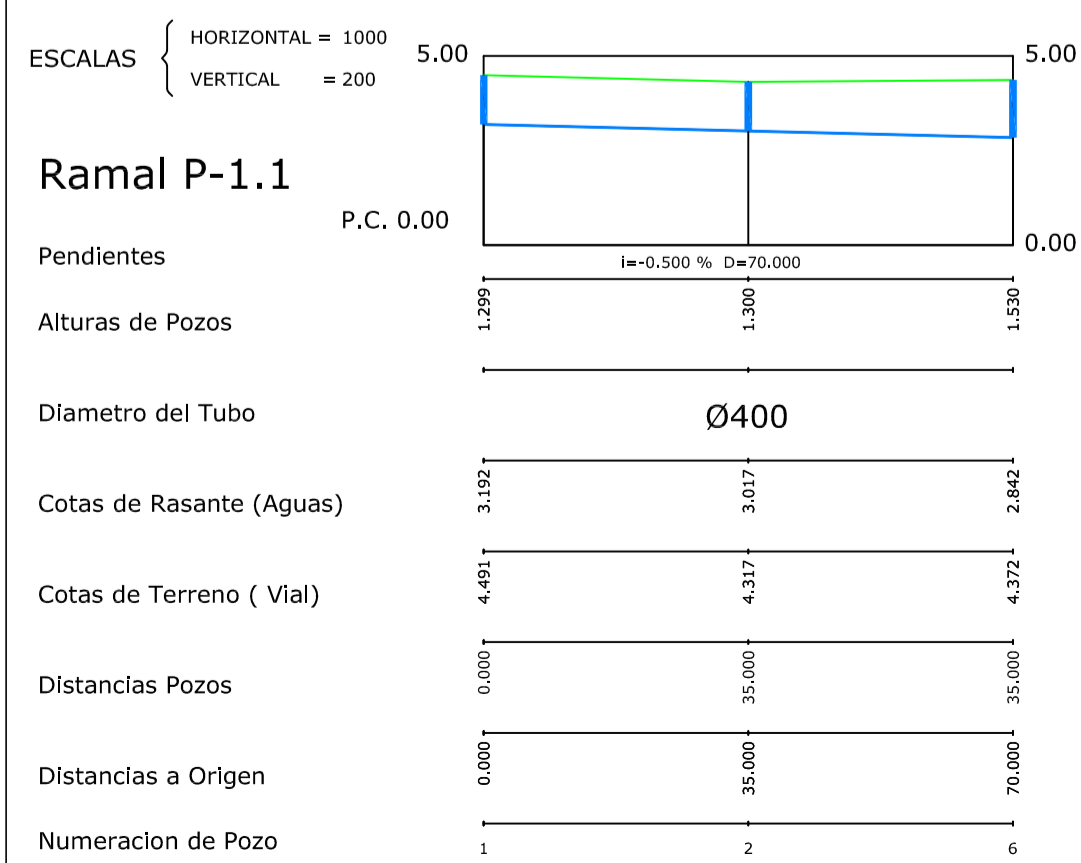 ESCALAS
HORIZONTAL = 1000
VERTICAL = 200
5.00 5.00
Ramal P-1.1
P.C. 0.00 0.00
Pendientes i=-0.500 % D=70.000
Alturas de Pozos 1.299 1.300 1.530
Diametro del Tubo Ø400
Cotas de Rasante (Aguas) 3.192 3.017 2.842
Cotas de Terreno ( Vial) 4.491 4.317 4.372
Distancias Pozos 0.000 35.000 35.000
Distancias a Origen 0.000 35.000 70.000
Numeracion de Pozo 1 2 6